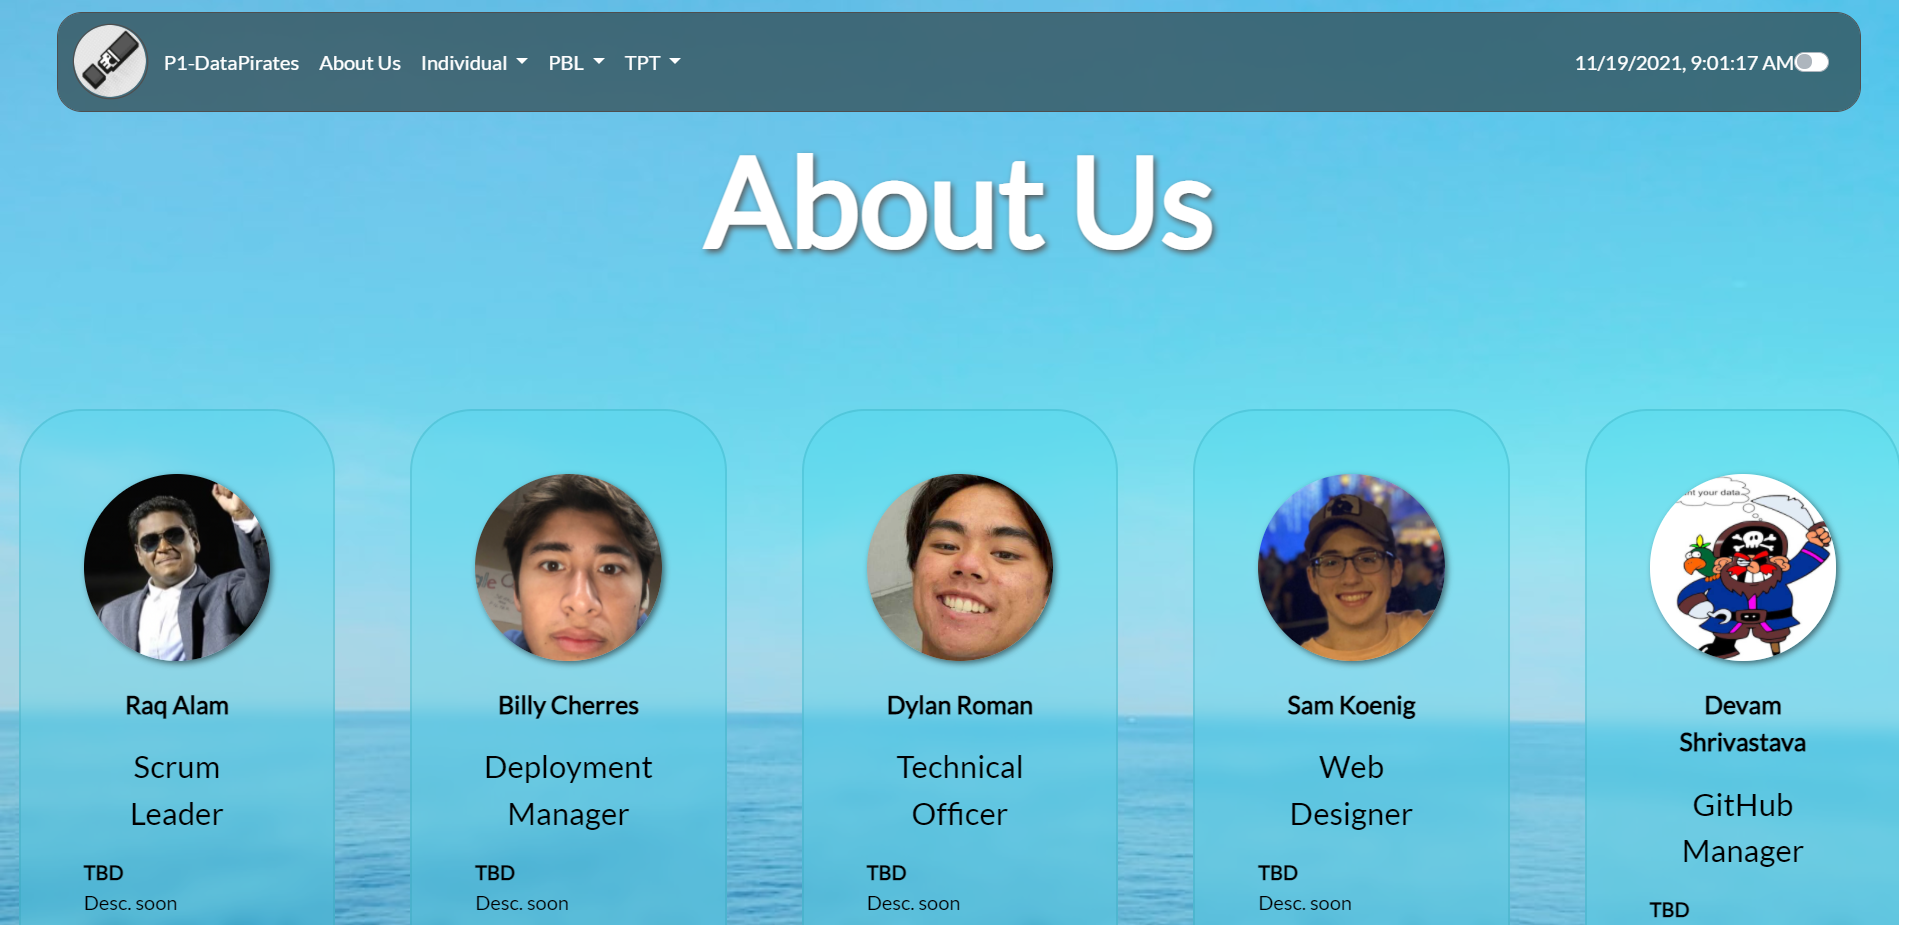 P1-DataPirates About Us Individual PBL TPT 11/19/2021, 9:01:17 AM
About Us
your data.
Raq Alam
Scrum
Leader
TBD
Desc. soon
Billy Cherres
Deployment
Manager
TBD
Desc. soon
Dylan Roman
Technical
Officer
TBD
Desc. soon
Sam Koenig
Web
Designer
TBD
Desc. soon
Devam
Shrivastava
GitHub
Manager
TBD